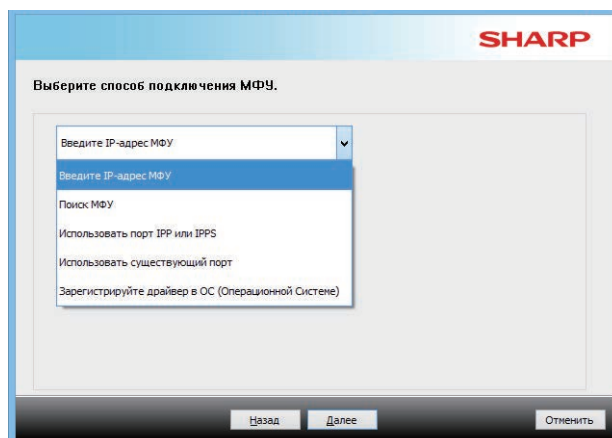 SHARP
Выберите способ подключения МФУ.
Введите IP-адрес МФУ
Введите IP-адрес МФУ
Поиск МФУ
Использовать порт IPP или IPPS
Использовать существующий порт
Зарегистрируйте драйвер в ОС (Операционной Системе)
Назад Далее Отменить